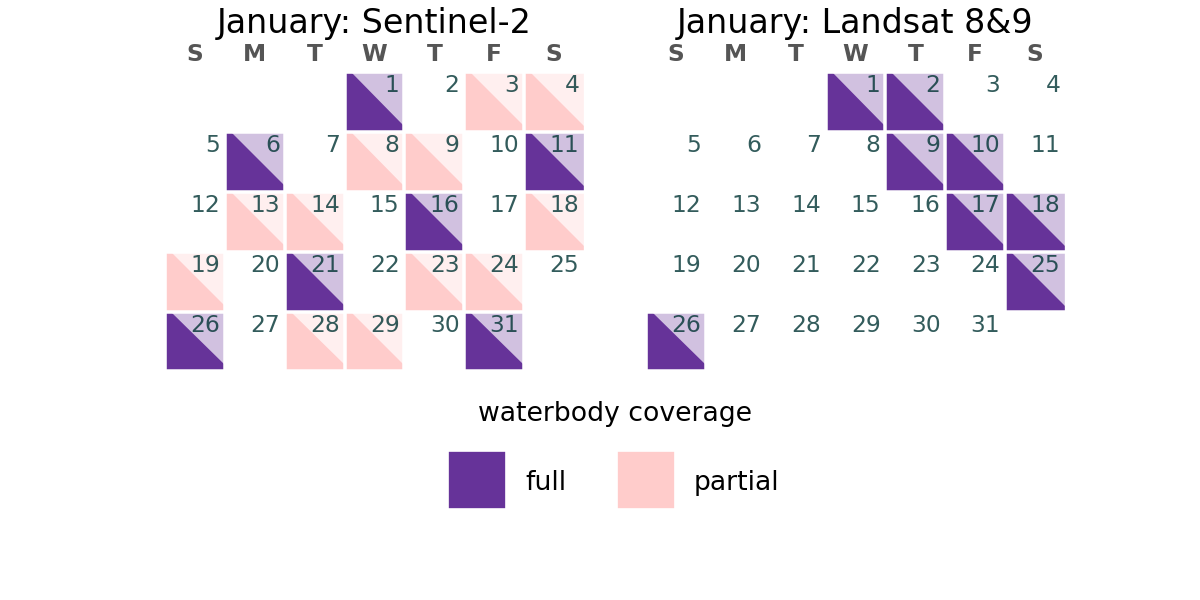 January: Sentinel-2
S M T W T F S
1 2 3 4
5 6 7 8 9 10 11
12 13 14 15 16 17 18
19 20 21 22 23 24 25
26 27 28 29 30 31
January: Landsat 8&9
S M T W T F S
1 2 3 4
5 6 7 8 9 10 11
12 13 14 15 16 17 18
19 20 21 22 23 24 25
26 27 28 29 30 31
waterbody coverage
full partial